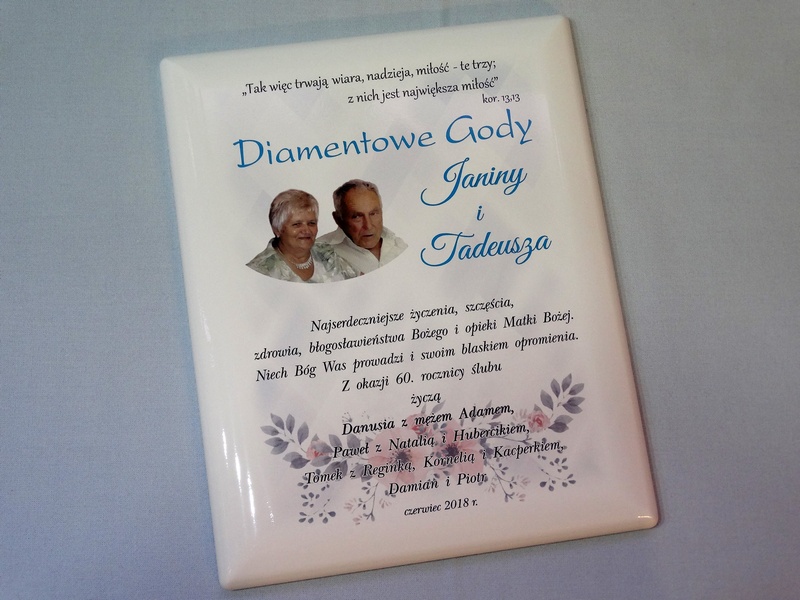 „Tak więc trwają wiara, nadzieja, miłość - te trzy;
z nich jest największa miłość”
kor. 13,13
Diamentowe Gody
Janiny
i
Tadeusza
Najserdeczniejsze życzenia, szczęścia,
zdrowia, błogosławieństwa Bożego i opieki Matki Bożej.
Niech Bóg Was prowadzi i swoim blaskiem opromienia.
Z okazji 60. rocznicy ślubu
życzą
Danusia z mężem Adamem,
Paweł z Natalią i Hubercikiem,
Tomek z Reginką, Kornelią i Kacperkiem,
Damian i Piotr
czerwiec 2018 r.